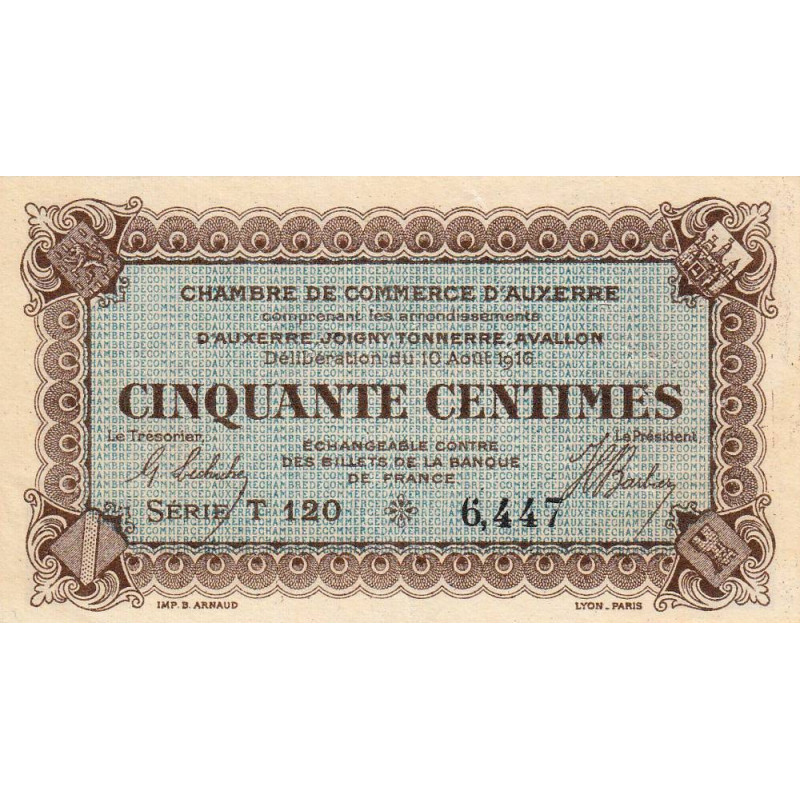 CHAMBRE DE COMMERCE D'AUXERRE
comprenant les arrondissements
D'AUXERRE, JOIGNY, TONNERRE, AVALLON
Délibération du 10 Août 1916
CINQUANTE CENTIMES
Le Trésorier, Le Président
ÉCHANGEABLE CONTRE
DES BILLETS DE LA BANQUE
DE FRANCE
SÉRIE T 120 6,447
IMP. B. ARNAUD LYON - PARIS